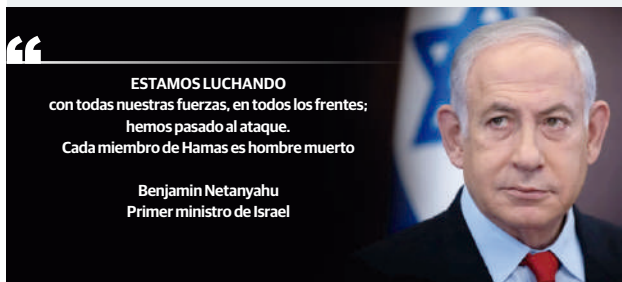 “
ESTAMOS LUCHANDO
con todas nuestras fuerzas, en todos los frentes;
hemos pasado al ataque.
Cada miembro de Hamas es hombre muerto
Benjamin Netanyahu
Primer ministro de Israel